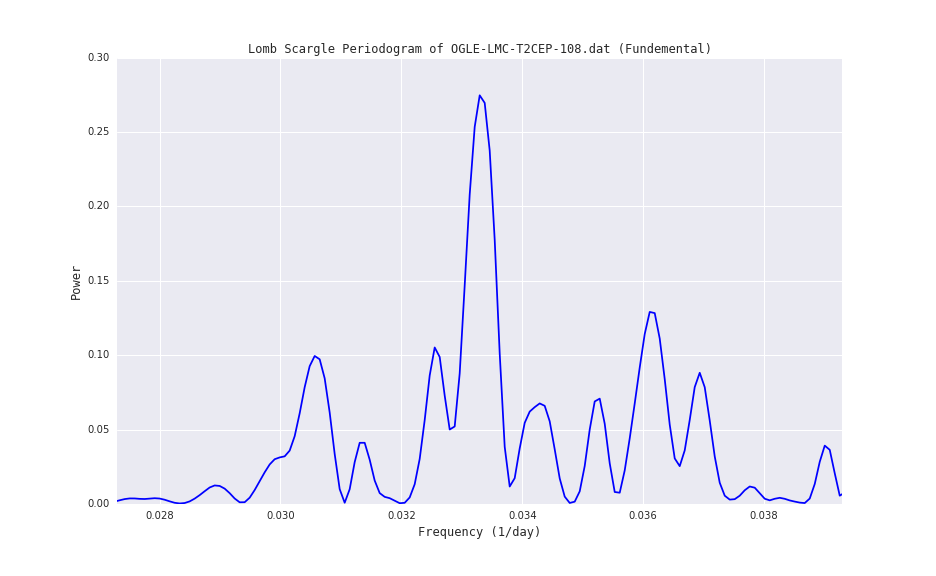 Lomb Scargle Periodogram of OGLE-LMC-T2CEP-108.dat (Fundemental)
0.30
0.25
0.20
0.15
0.10
0.05
0.00
Power
0.028 0.030 0.032 0.034 0.036 0.038
Frequency (1/day)